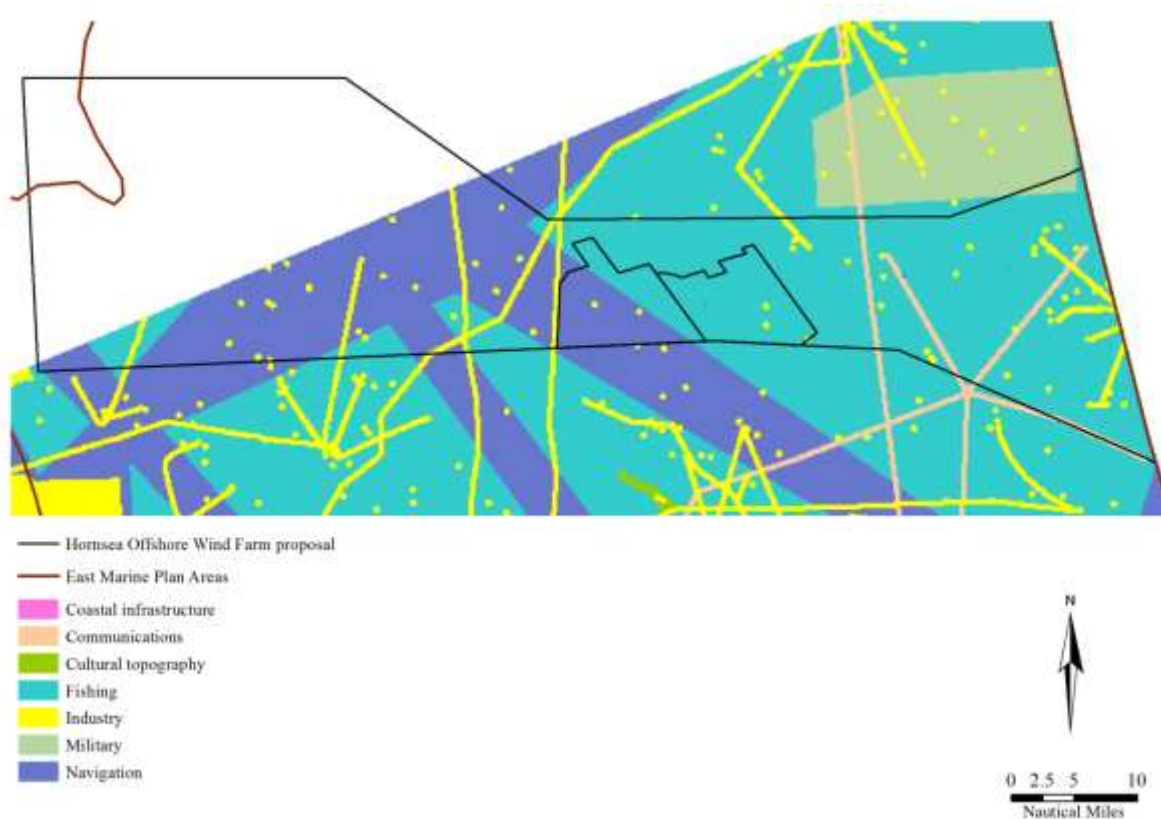 Hornsea Offshore Wind Farm proposal
East Marine Plan Areas
Coastal infrastructure
Communications
Cultural topography
Fishing
Industry
Military
Navigation
N
0 2.5 5 10
Nautical Miles